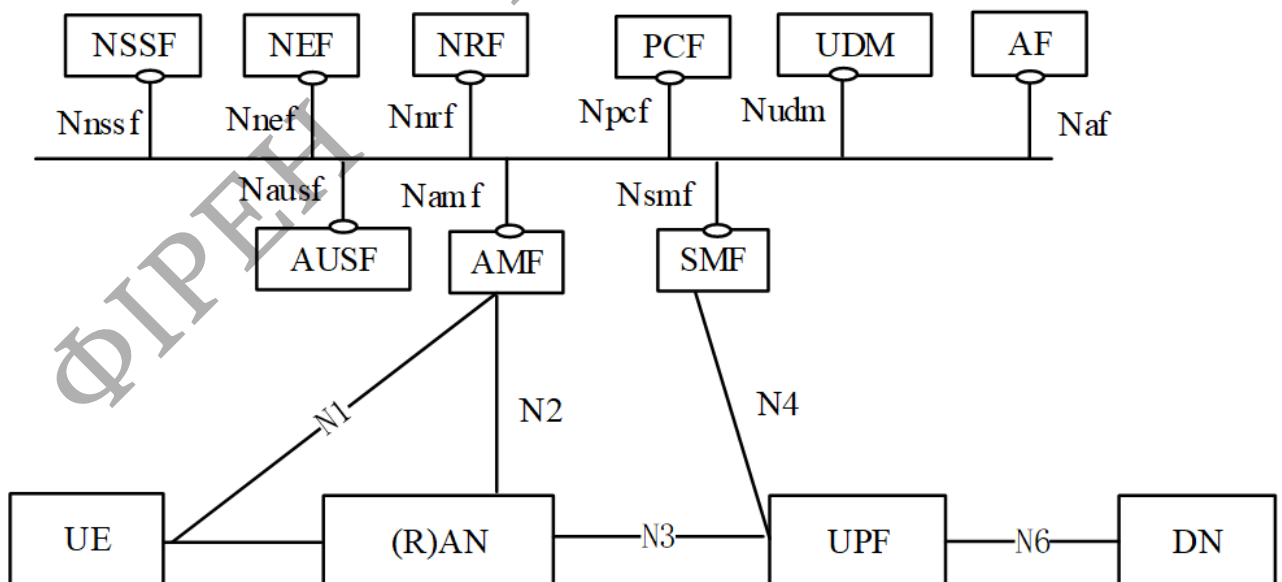 NSSF NEF NRF PCF UDM AF
Nnssf Nnef Nnrf Npcf Nudm Naf
Nausf Namf Nsmf
AUSF AMF SMF
N1 N2 N4
UE (R)AN N3 UPF N6 DN
ФІРЕН